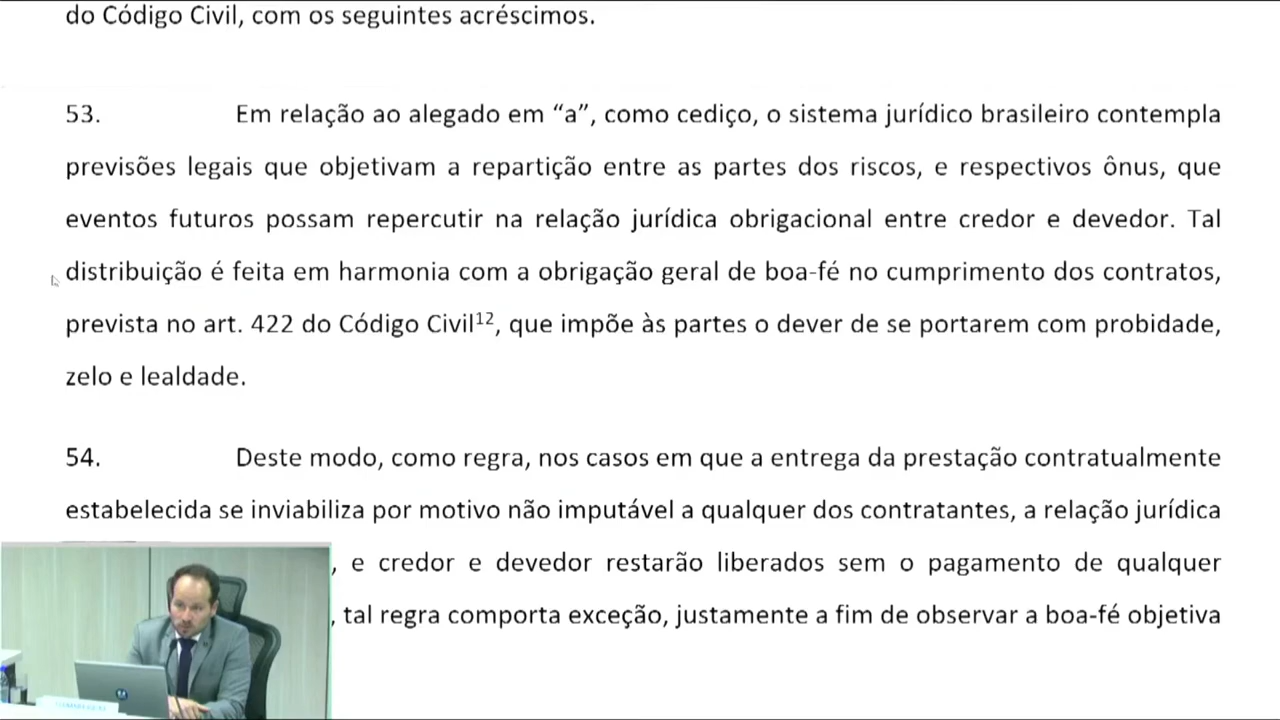 do Código Civil, com os seguintes acréscimos.
53. Em relação ao alegado em “a”, como cediço, o sistema jurídico brasileiro contempla
previsões legais que objetivam a repartição entre as partes dos riscos, e respectivos ônus, que
eventos futuros possam repercutir na relação jurídica obrigacional entre credor e devedor. Tal
distribuição é feita em harmonia com a obrigação geral de boa-fé no cumprimento dos contratos,
prevista no art. 422 do Código Civil¹², que impõe às partes o dever de se portarem com probidade,
zelo e lealdade.
54. Deste modo, como regra, nos casos em que a entrega da prestação contratualmente
estabelecida se inviabiliza por motivo não imputável a qualquer dos contratantes, a relação jurídica
, e credor e devedor restarão liberados sem o pagamento de qualquer
, tal regra comporta exceção, justamente a fim de observar a boa-fé objetiva